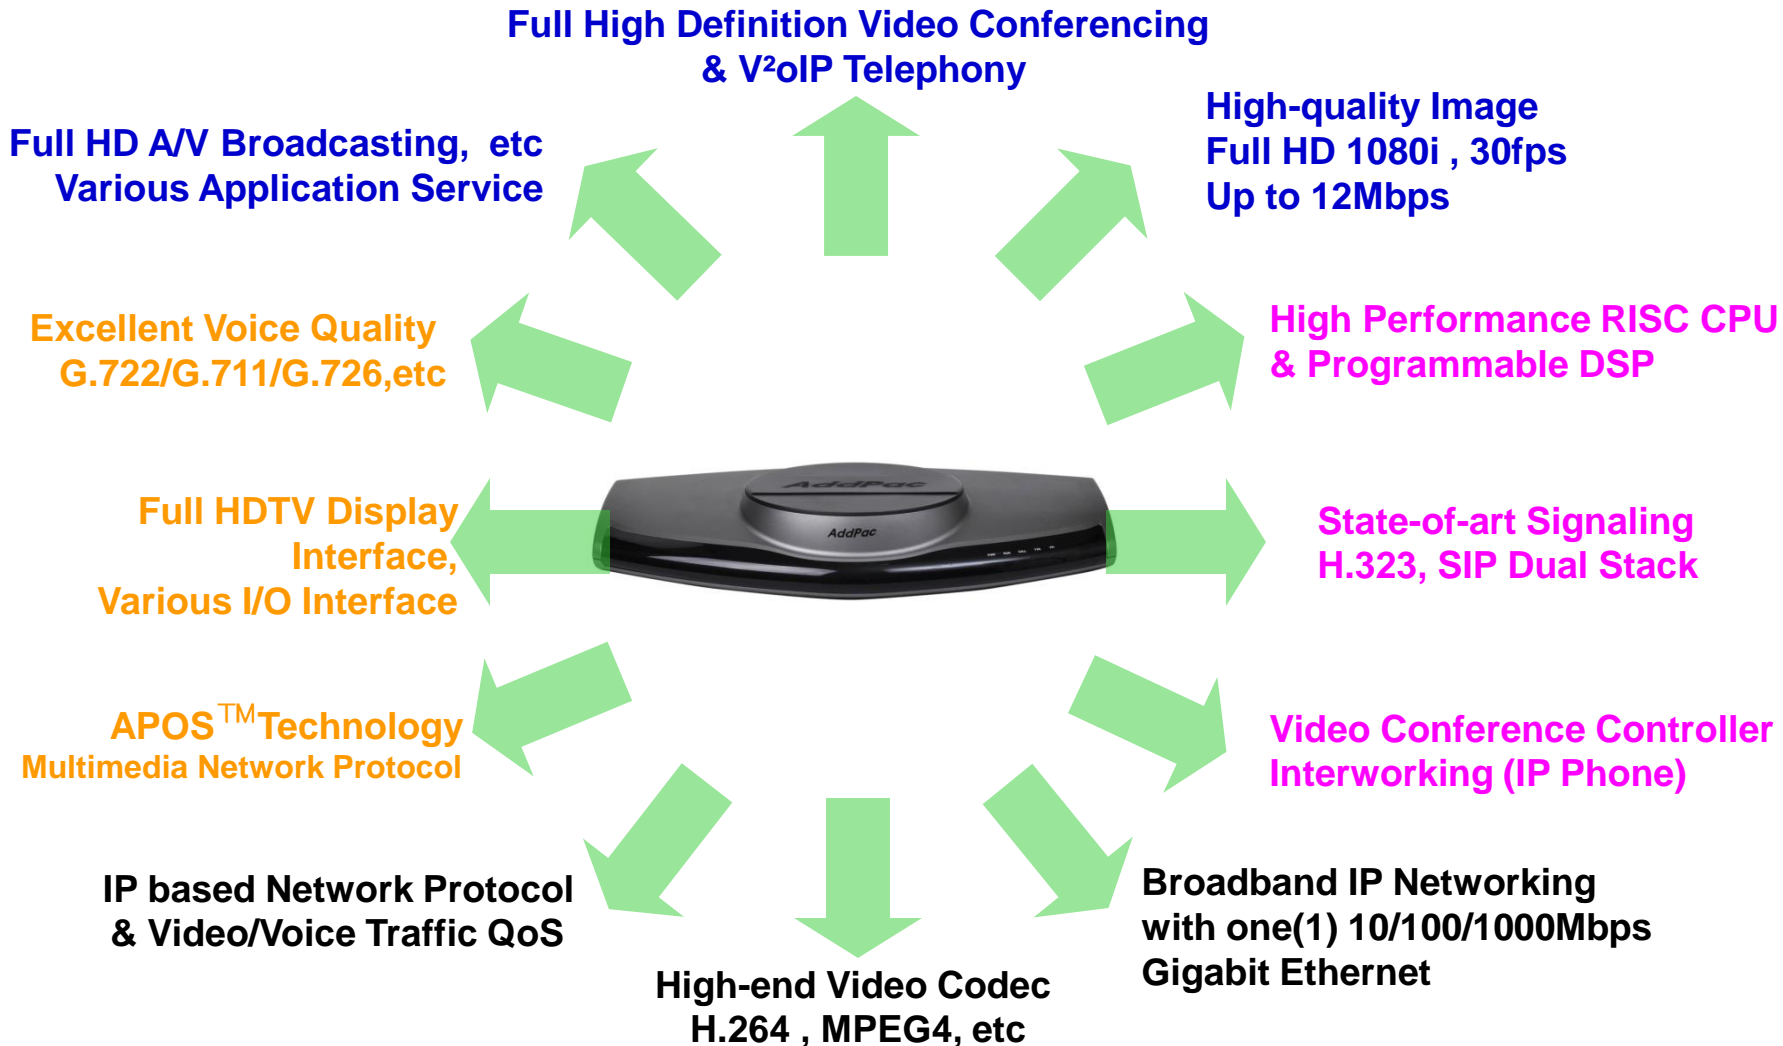 Full High Definition Video Conferencing
& V²oIP Telephony
High-quality Image
Full HD 1080i , 30fps
Up to 12Mbps
Full HD A/V Broadcasting,  etc
Various Application Service
Excellent Voice Quality
G.722/G.711/G.726,etc
High Performance RISC CPU
& Programmable DSP
AddPac
AddPac
Full HDTV Display
Interface,
Various I/O Interface
State-of-art Signaling
H.323, SIP Dual Stack
APOS™Technology
Multimedia Network Protocol
Video Conference Controller
Interworking (IP Phone)
IP based Network Protocol
& Video/Voice Traffic QoS
Broadband IP Networking
with one(1) 10/100/1000Mbps
Gigabit Ethernet
High-end Video Codec
H.264 , MPEG4, etc